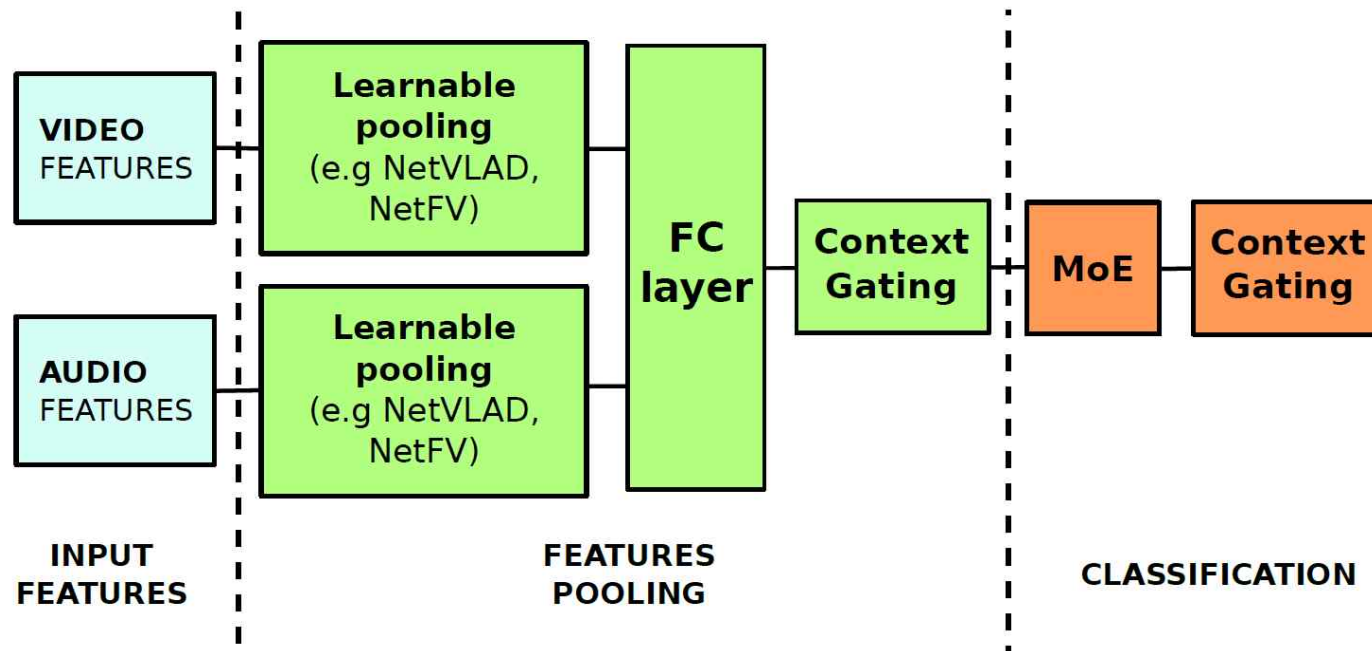 VIDEO
FEATURES
AUDIO
FEATURES
INPUT
FEATURES
Learnable
pooling
(e.g NetVLAD,
NetFV)
Learnable
pooling
(e.g NetVLAD,
NetFV)
FC
layer
Context
Gating
FEATURES
POOLING
MoE
Context
Gating
CLASSIFICATION